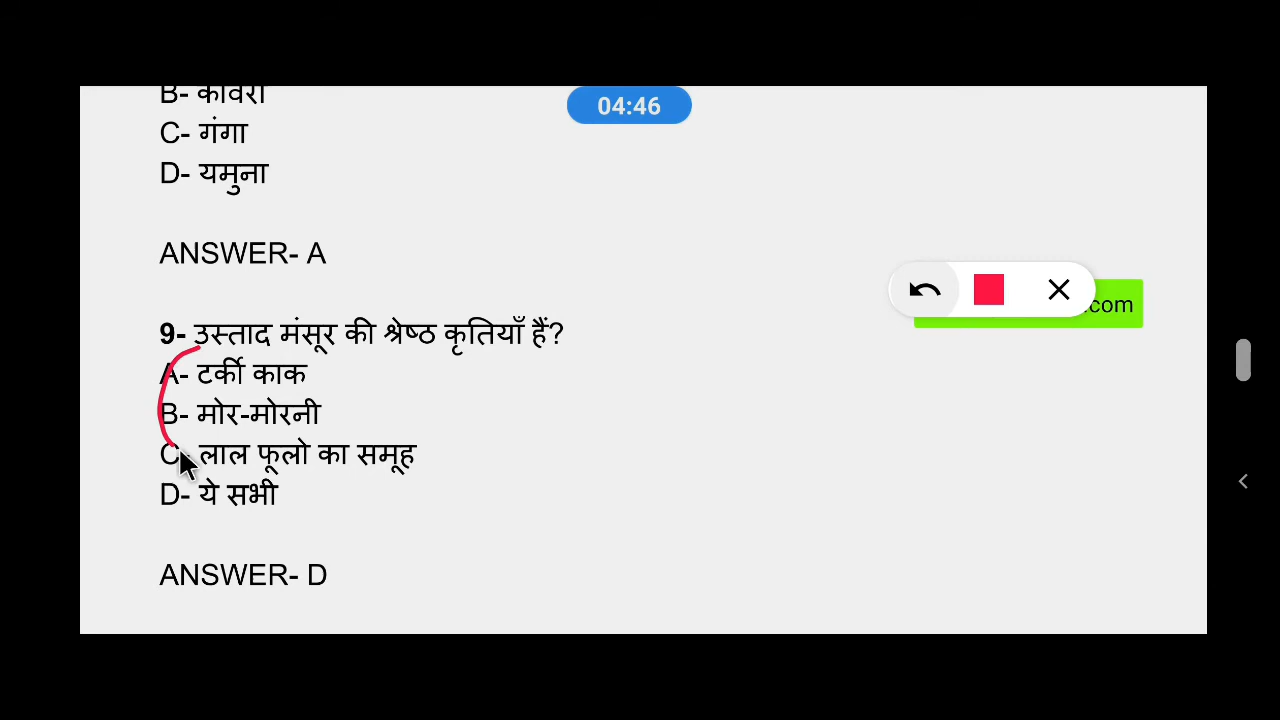 B- कावेरी
04:46
C- गंगा
D- यमुना
ANSWER- A
.com
9- उस्ताद मंसूर की श्रेष्ठ कृतियाँ हैं?
A- टर्की काक
B- मोर-मोरनी
C- लाल फूलो का समूह
D- ये सभी
ANSWER- D